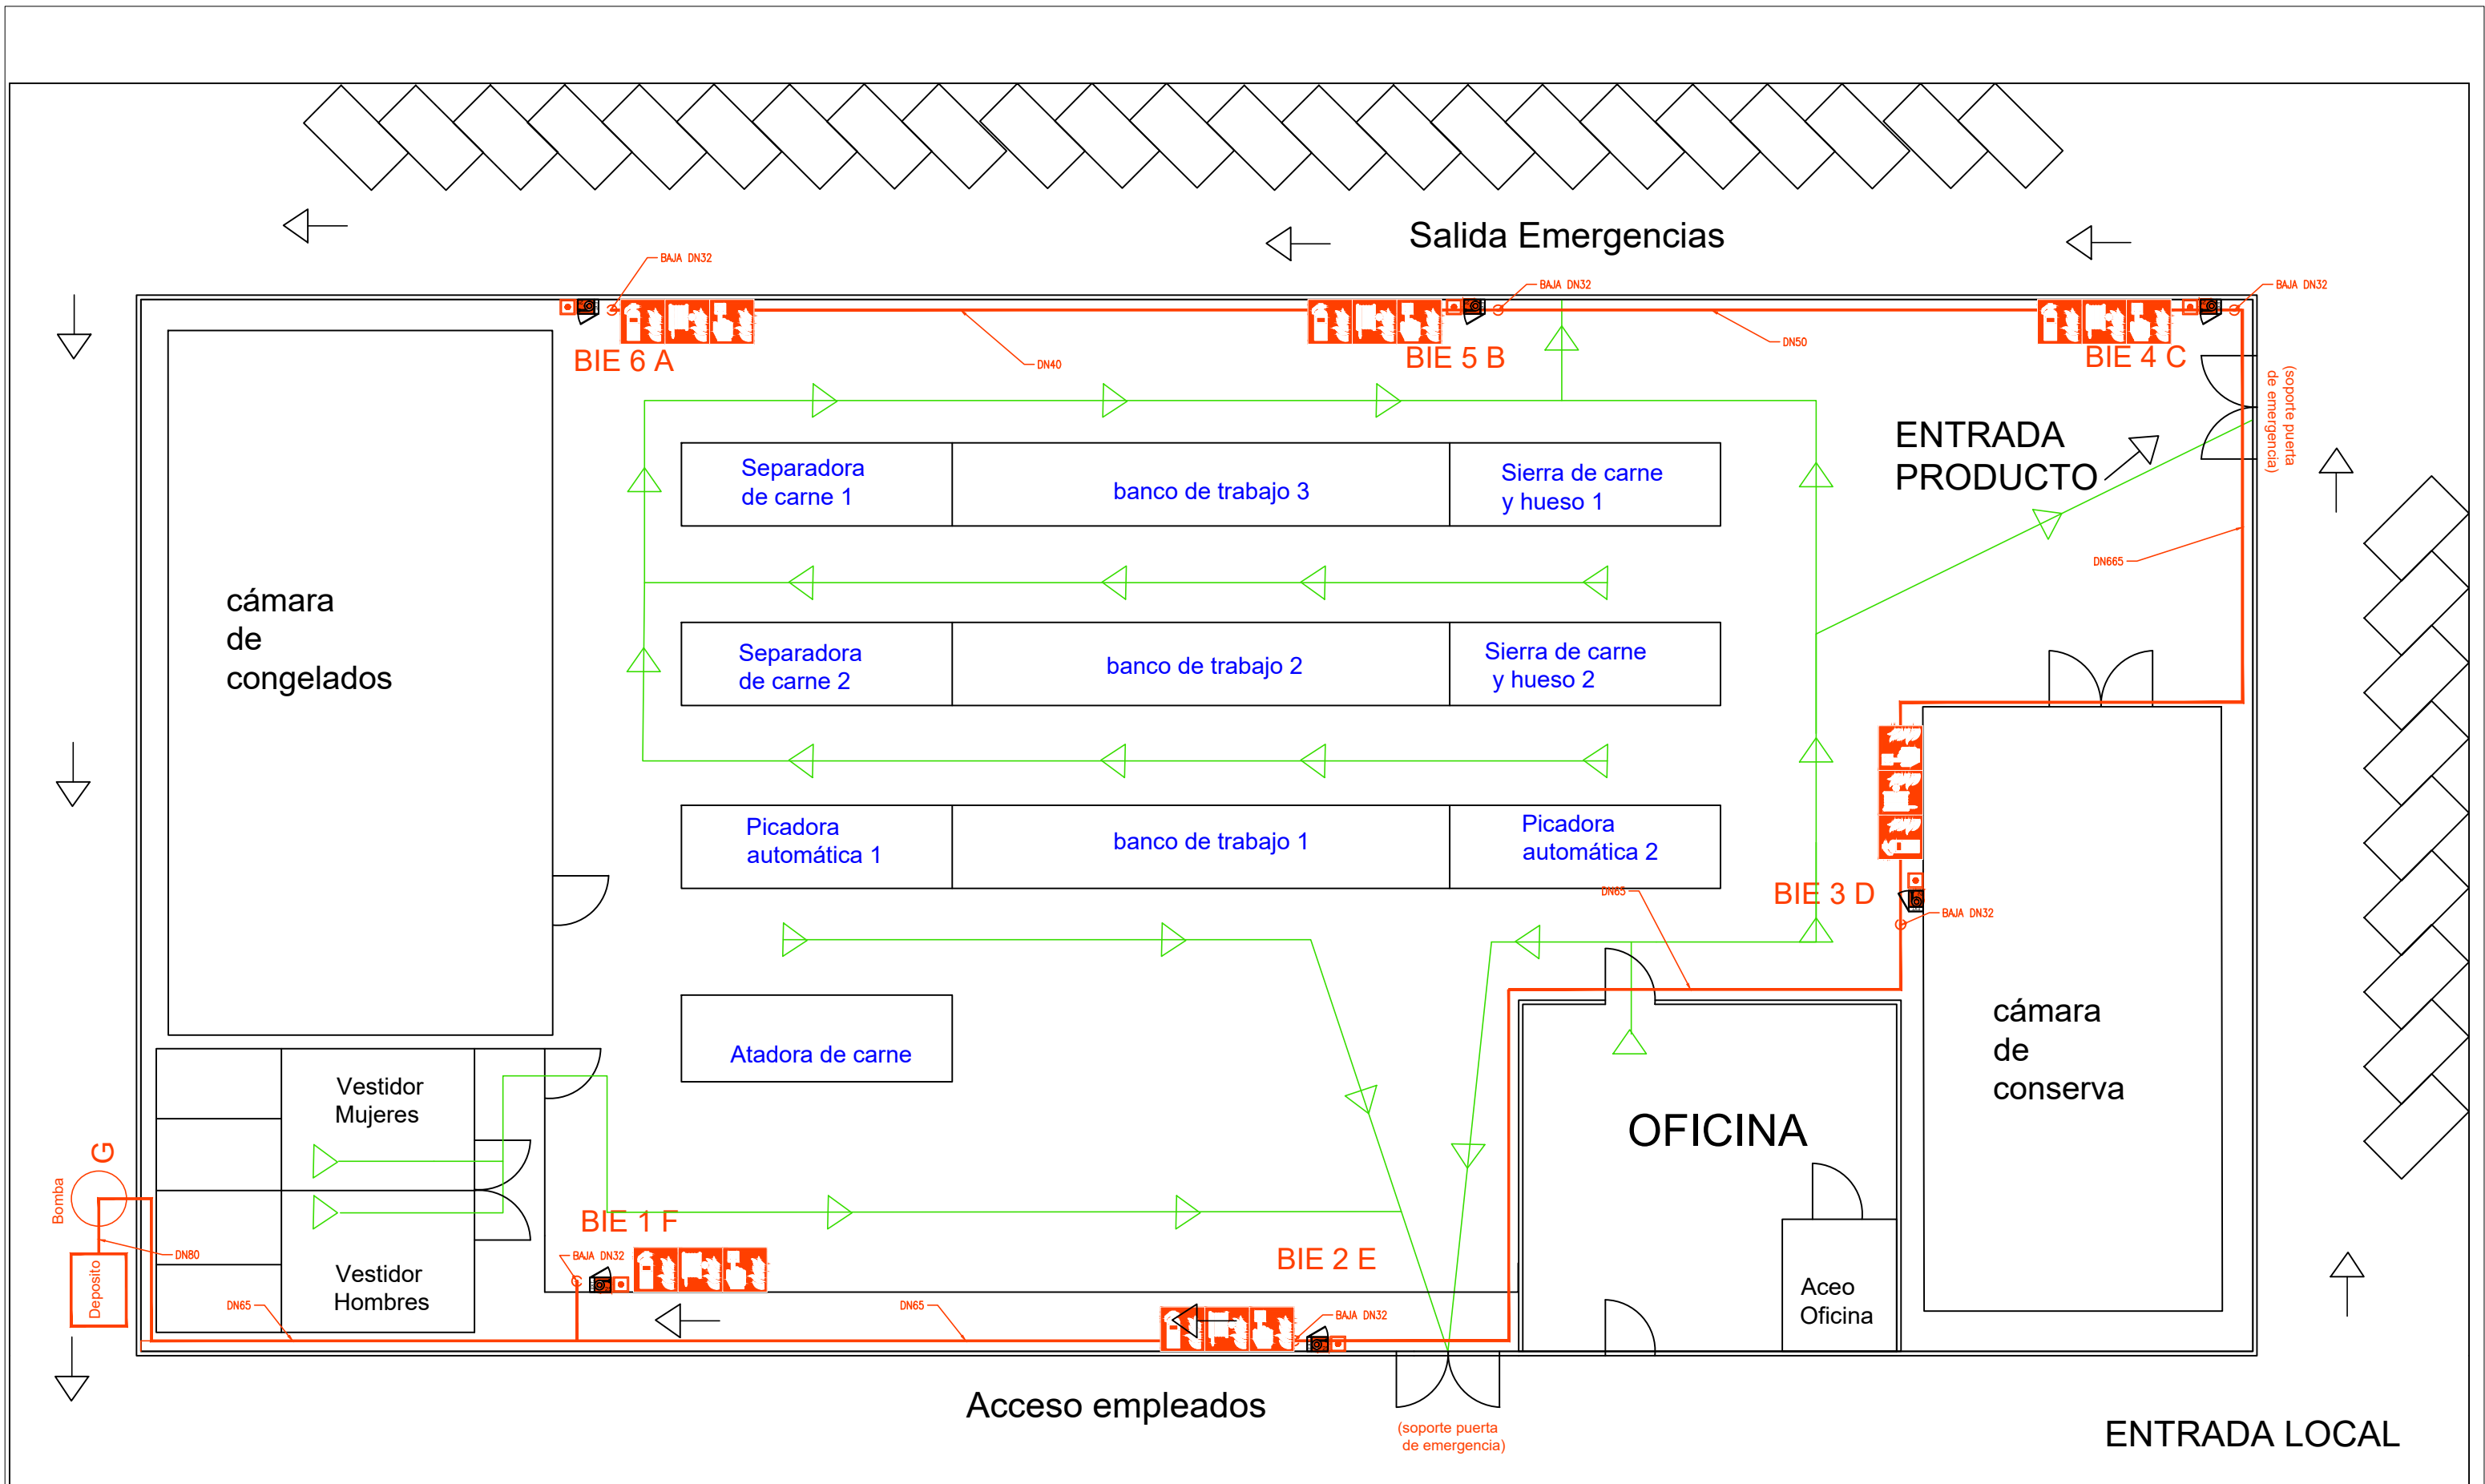 Salida Emergencias
BAJA DN32
BAJA DN32
BAJA DN32
BIE 6 A
BIE 5 B
BIE 4 C
DN40
DN50
(soporte puerta
de emergencia)
ENTRADA
PRODUCTO
Separadora
de carne 1
banco de trabajo 3
Sierra de carne
y hueso 1
DN665
cámara
de
congelados
Separadora
de carne 2
banco de trabajo 2
Sierra de carne
y hueso 2
Picadora
automática 1
banco de trabajo 1
Picadora
automática 2
DN65
BIE 3 D
BAJA DN32
Atadora de carne
cámara
de
conserva
Vestidor
Mujeres
OFICINA
G
Bomba
BIE 1 F
BIE 2 E
DN80
BAJA DN32
Deposito
Vestidor
Hombres
DN65
DN65
BAJA DN32
Aceo
Oficina
Acceso empleados
(soporte puerta
de emergencia)
ENTRADA LOCAL